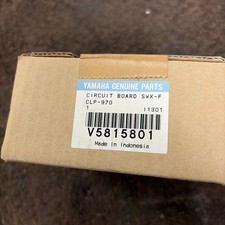 YAMAHA GENUINE PARTS
CIRCUIT BOARD SWX-F
CLP-970
1 11301
V5815801
Made in Indonesia